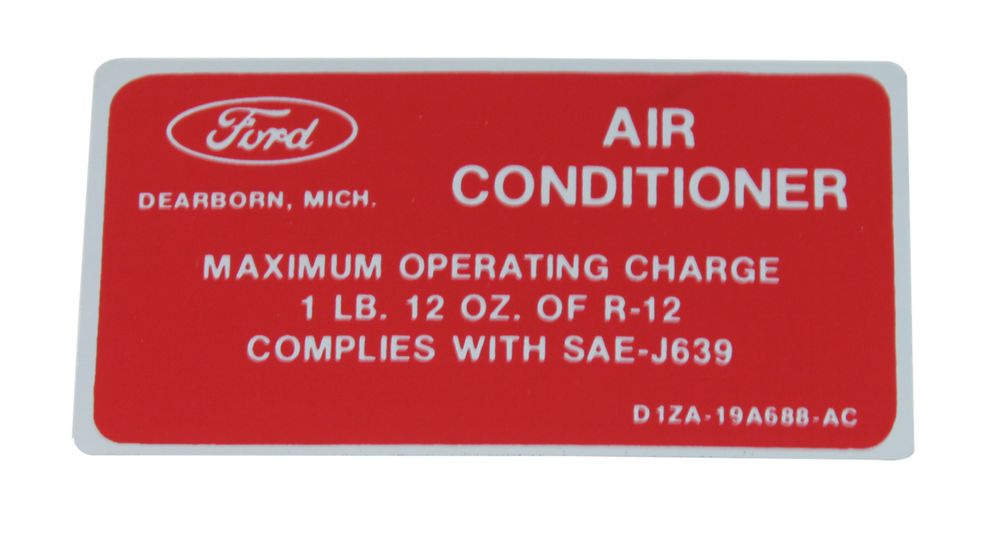 Ford
DEARBORN, MICH.
AIR
CONDITIONER
MAXIMUM OPERATING CHARGE
1 LB. 12 OZ. OF R-12
COMPLIES WITH SAE-J639
D1ZA-19A688-AC